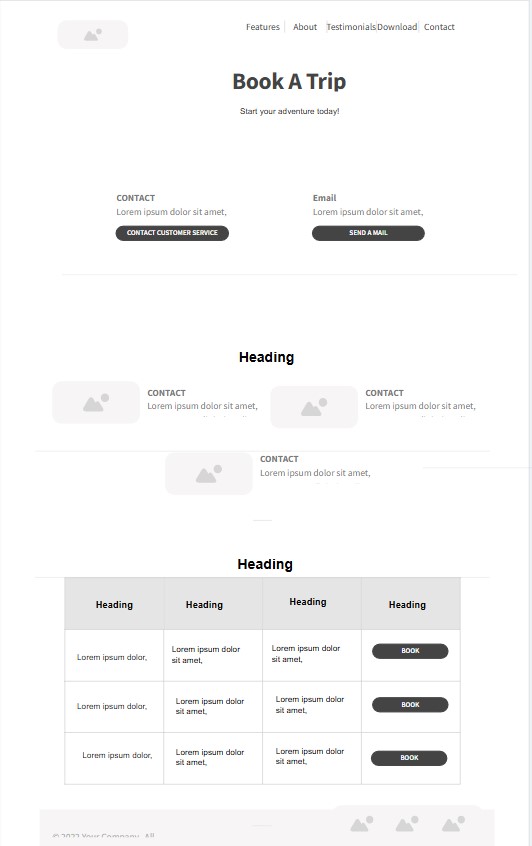 Features
About
Testimonials
Download
Contact
Book A Trip
Start your adventure today!
CONTACT
Lorem ipsum dolor sit amet,
CONTACT CUSTOMER SERVICE
Email
Lorem ipsum dolor sit amet,
SEND A MAIL
Heading
CONTACT
Lorem ipsum dolor sit amet,
CONTACT
Lorem ipsum dolor sit amet,
CONTACT
Lorem ipsum dolor sit amet,
Heading
Heading
Heading
Heading
Heading
Lorem ipsum dolor,
Lorem ipsum dolor
sit amet,
Lorem ipsum dolor
sit amet,
BOOK
Lorem ipsum dolor,
Lorem ipsum dolor
sit amet,
Lorem ipsum dolor
sit amet,
BOOK
Lorem ipsum dolor,
Lorem ipsum dolor
sit amet,
Lorem ipsum dolor
sit amet,
BOOK
© 2022 Your Company. All